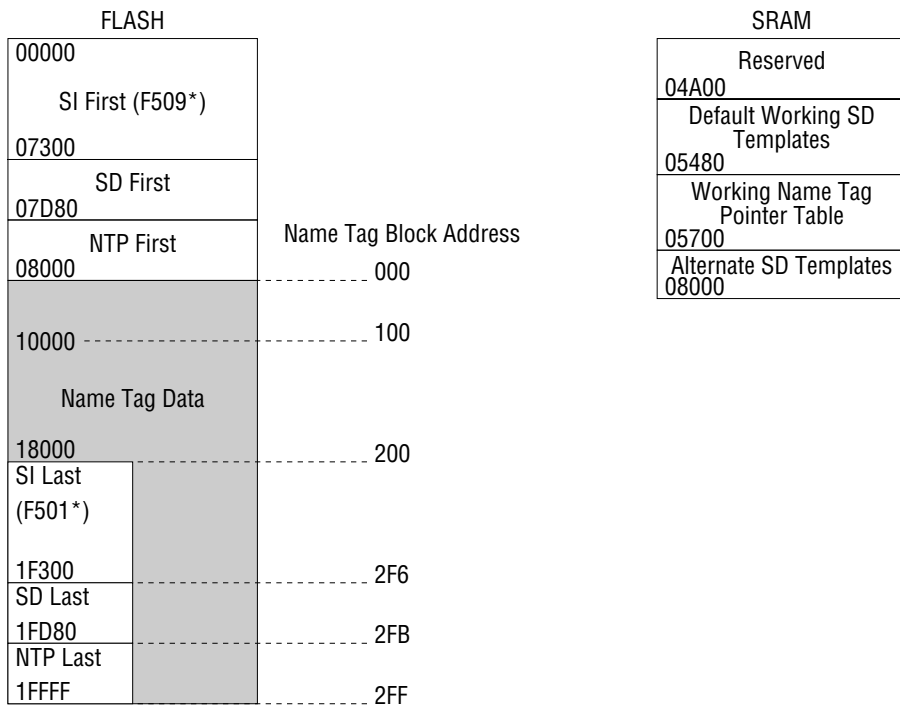 FLASH
00000
SI First (F509*)
07300
SD First
07D80
NTP First
08000
10000
Name Tag Data
18000
SI Last
(F501*)
1F300
SD Last
1FD80
NTP Last
1FFFF
Name Tag Block Address
000
100
200
2F6
2FB
2FF
SRAM
Reserved
04A00
Default Working SD
Templates
05480
Working Name Tag
Pointer Table
05700
Alternate SD Templates
08000